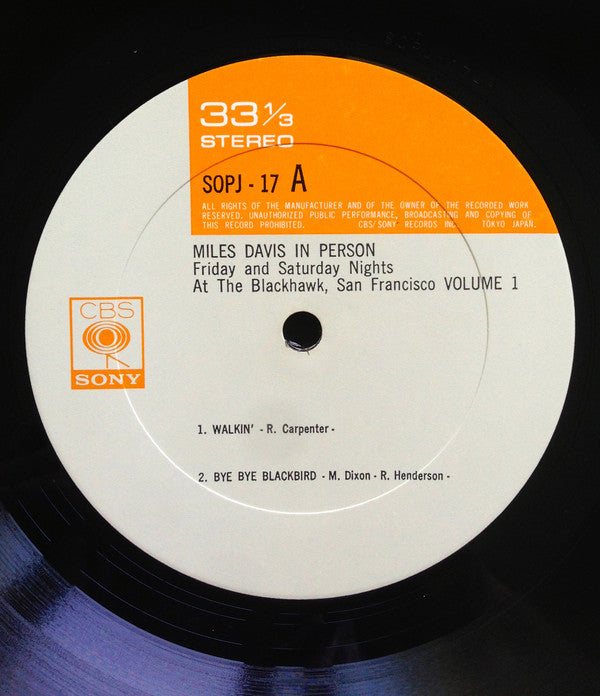 33 1/3
STEREO
SOPJ - 17 A
ALL RIGHTS OF THE MANUFACTURER AND OF THE OWNER OF THE RECORDED WORK
RESERVED. UNAUTHORIZED PUBLIC PERFORMANCE, BROADCASTING AND COPYING OF
THIS RECORD PROHIBITED. CBS/SONY RECORDS INC. TOKYO JAPAN.
MILES DAVIS IN PERSON
Friday and Saturday Nights
At The Blackhawk, San Francisco VOLUME 1
CBS
SONY
1. WALKIN' - R. Carpenter -
2. BYE BYE BLACKBIRD - M. Dixon - R. Henderson -